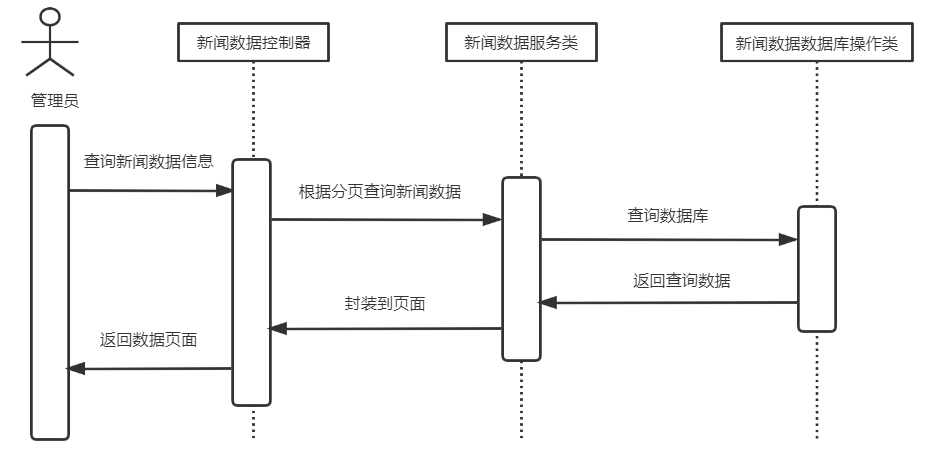 新闻数据控制器
新闻数据服务类
新闻数据数据库操作类
管理员
查询新闻数据信息
根据分页查询新闻数据
查询数据库
返回查询数据
封装到页面
返回数据页面